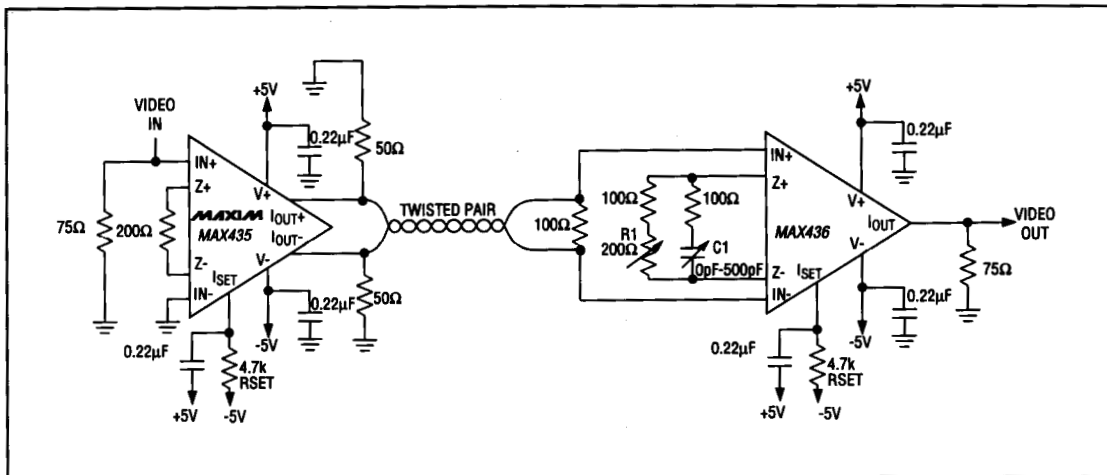 VIDEO
IN
75Ω
200Ω
IN+
Z+
MAXIM
MAX435
Z-
IN-
ISET
V+
IOUT+
IOUT-
V-
+5V
0.22µF
50Ω
-5V
0.22µF
50Ω
0.22µF
+5V
4.7k
RSET
-5V
TWISTED PAIR
100Ω
100Ω
R1
200Ω
100Ω
C1
0pF-500pF
IN+
Z+
MAX436
Z-
IN-
ISET
V+
IOUT
V-
+5V
0.22µF
VIDEO
OUT
75Ω
0.22µF
-5V
0.22µF
+5V
4.7k
RSET
-5V